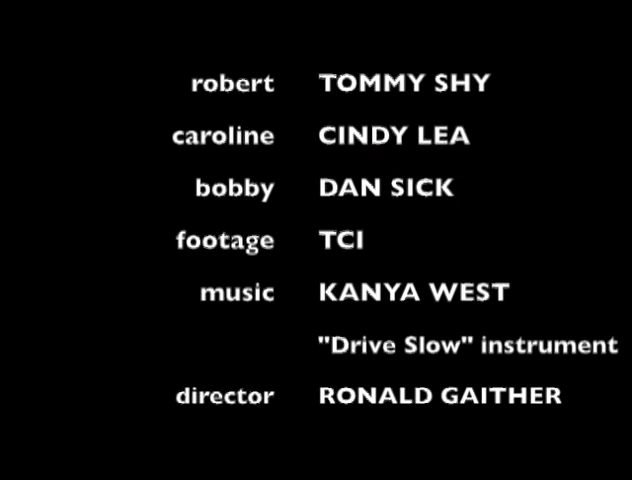 robert TOMMY SHY
caroline CINDY LEA
bobby DAN SICK
footage TCI
music KANYA WEST
"Drive Slow" instrument
director RONALD GAITHER